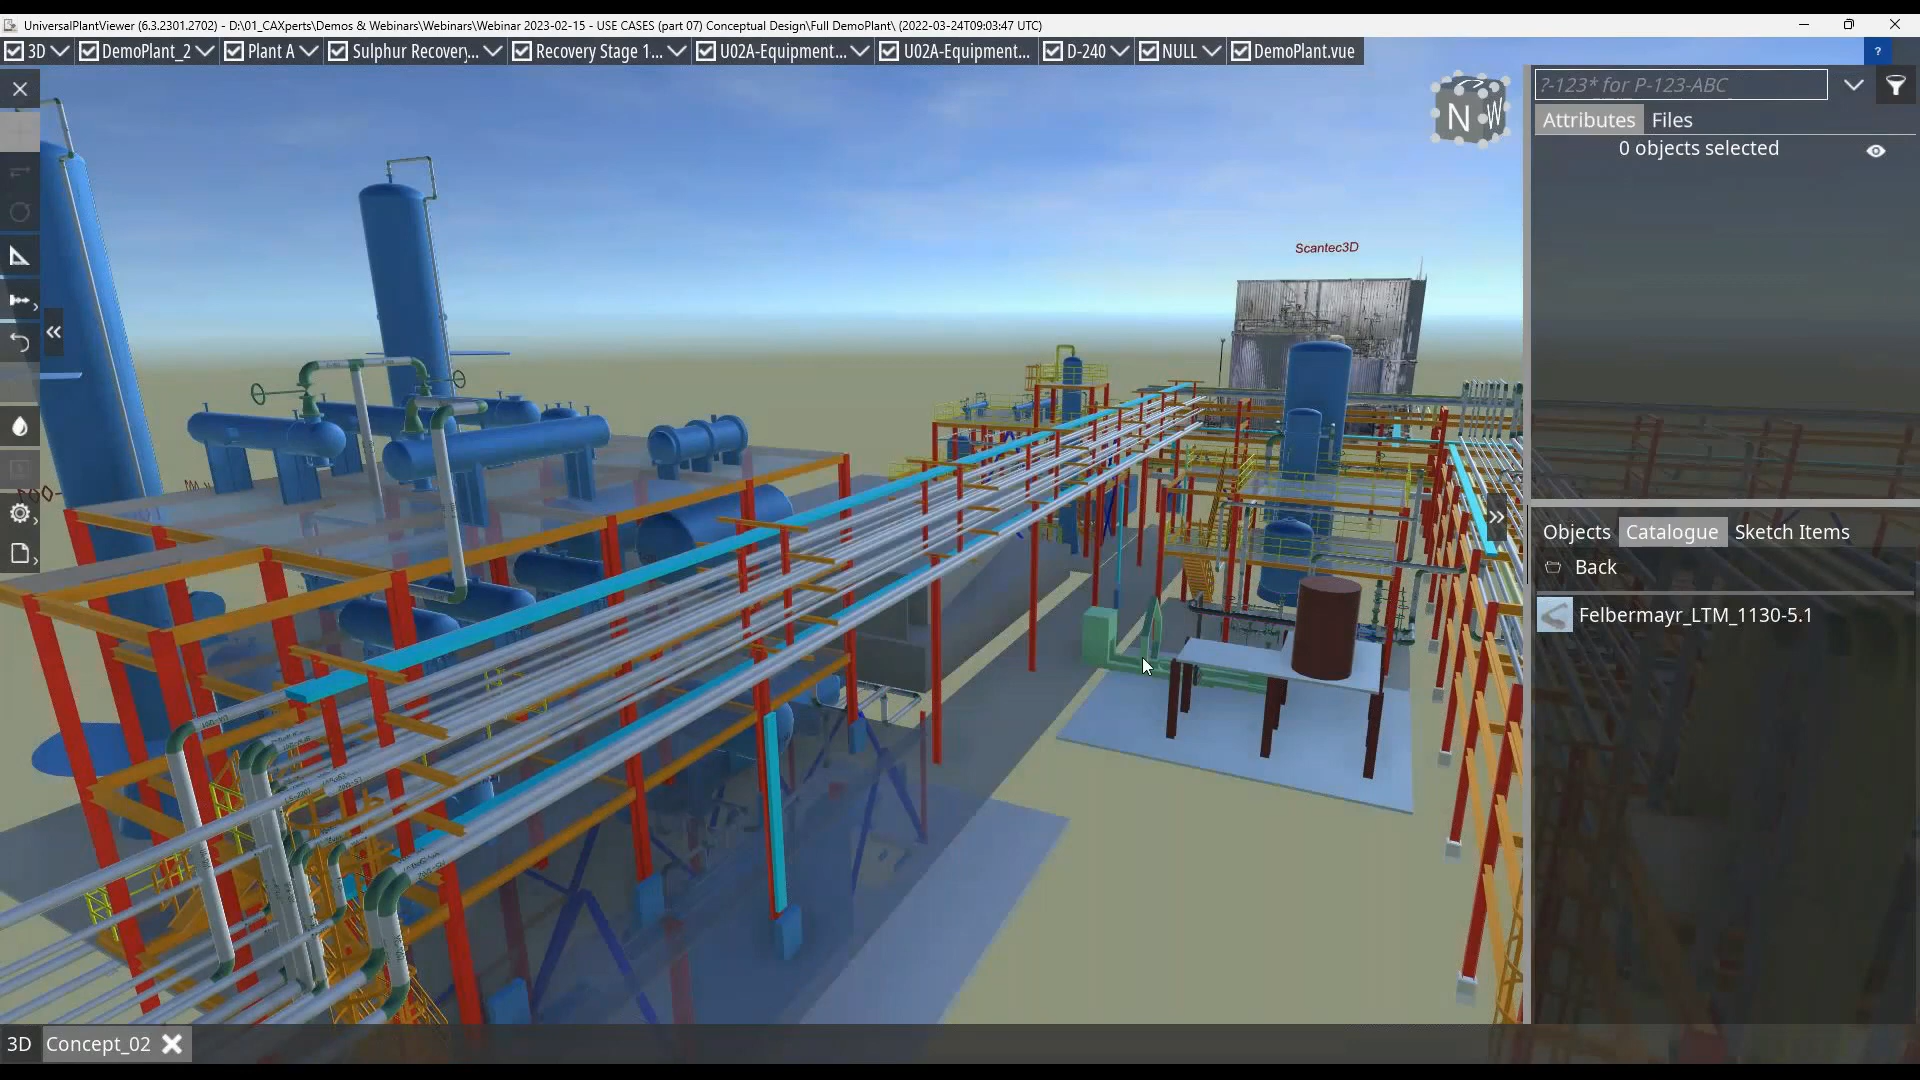 UniversalPlantViewer (6.3.2301.2702) - D:\01_CAXperts\Demos & Webinars\Webinars\Webinar 2023-02-15 - USE CASES (part 07) Conceptual Design\Full DemoPlant\ (2022-03-24T09:03:47 UTC)
3D DemoPlant_2 Plant A Sulphur Recovery... Recovery Stage 1... U02A-Equipment... U02A-Equipment... D-240 NULL DemoPlant.vue ?
?-123* for P-123-ABC
N W
Attributes Files
0 objects selected
Scantec3D
Objects Catalogue Sketch Items
Back
Felbermayr_LTM_1130-5.1
3D Concept_02